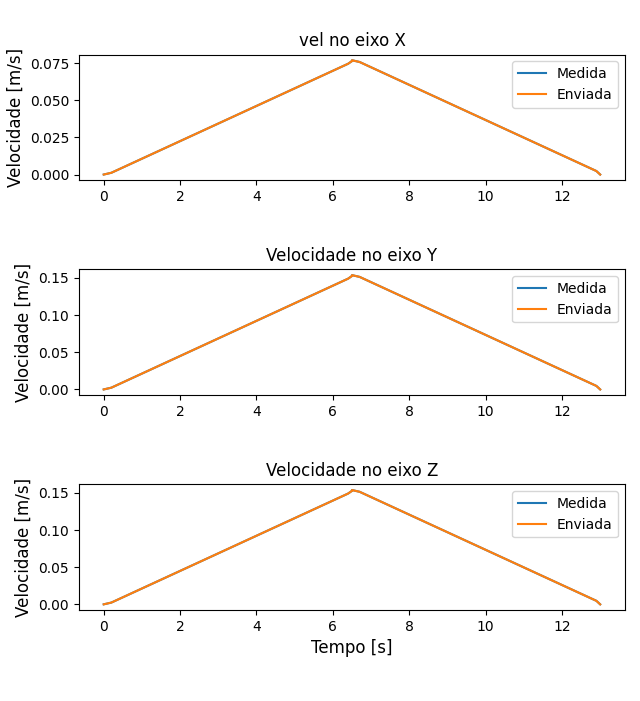 vel no eixo X
Velocidade [m/s]
0.075
0.050
0.025
0.000
0 2 4 6 8 10 12
Medida
Enviada
Velocidade no eixo Y
Velocidade [m/s]
0.15
0.10
0.05
0.00
0 2 4 6 8 10 12
Medida
Enviada
Velocidade no eixo Z
Velocidade [m/s]
0.15
0.10
0.05
0.00
0 2 4 6 8 10 12
Medida
Enviada
Tempo [s]